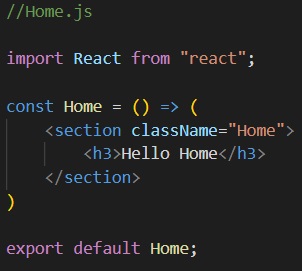 //Home.js
import React from "react";
const Home = () => (
    <section className="Home">
        <h3>Hello Home</h3>
    </section>
)
export default Home;